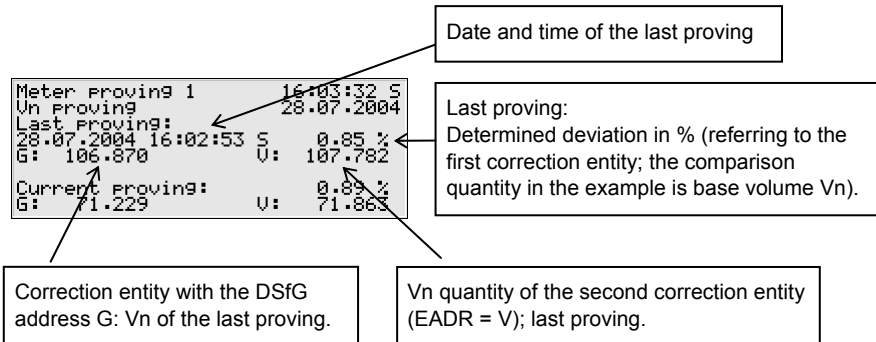 Date and time of the last proving
Meter proving 1 16:03:32 S
Vn proving 28.07.2004
Last proving:
28.07.2004 16:02:53 S 0.85 %
G: 106.870 V: 107.782
Current proving: 0.89 %
G: 71.229 V: 71.863
Last proving:
Determined deviation in % (referring to the
first correction entity; the comparison
quantity in the example is base volume Vn).
Correction entity with the DSfG
address G: Vn of the last proving.
Vn quantity of the second correction entity
(EADR = V); last proving.